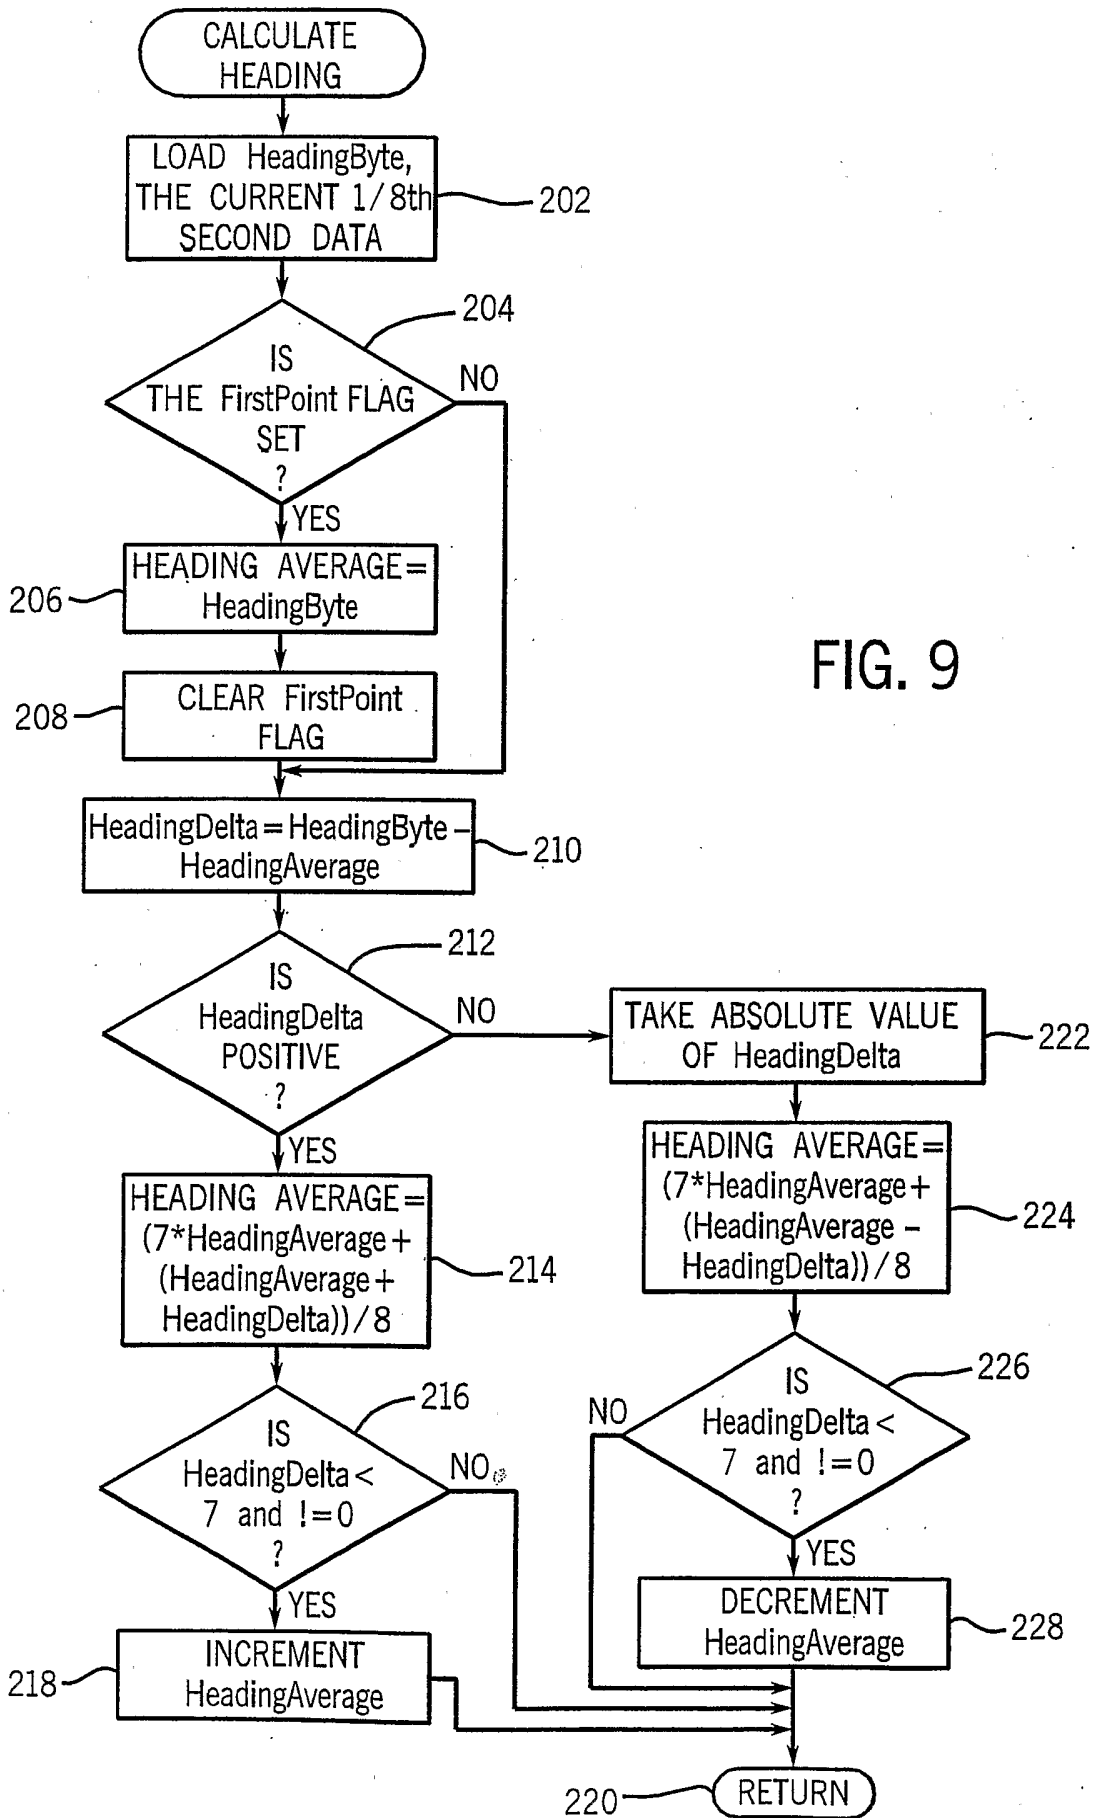 CALCULATE
HEADING
LOAD HeadingByte,
THE CURRENT 1/8th
SECOND DATA
202
204
IS
THE FirstPoint FLAG
SET
?
NO
YES
HEADING AVERAGE=
HeadingByte
206
FIG. 9
CLEAR FirstPoint
FLAG
208
HeadingDelta=HeadingByte-
HeadingAverage
210
212
IS
HeadingDelta
POSITIVE
?
NO
YES
TAKE ABSOLUTE VALUE
OF HeadingDelta
222
HEADING AVERAGE=
(7*HeadingAverage+
(HeadingAverage-
HeadingDelta))/8
224
HEADING AVERAGE=
(7*HeadingAverage+
(HeadingAverage+
HeadingDelta))/8
214
216
IS
HeadingDelta<
7 and !=0
?
NO
YES
226
IS
HeadingDelta<
7 and !=0
?
NO
YES
DECREMENT
HeadingAverage
228
INCREMENT
HeadingAverage
218
RETURN
220